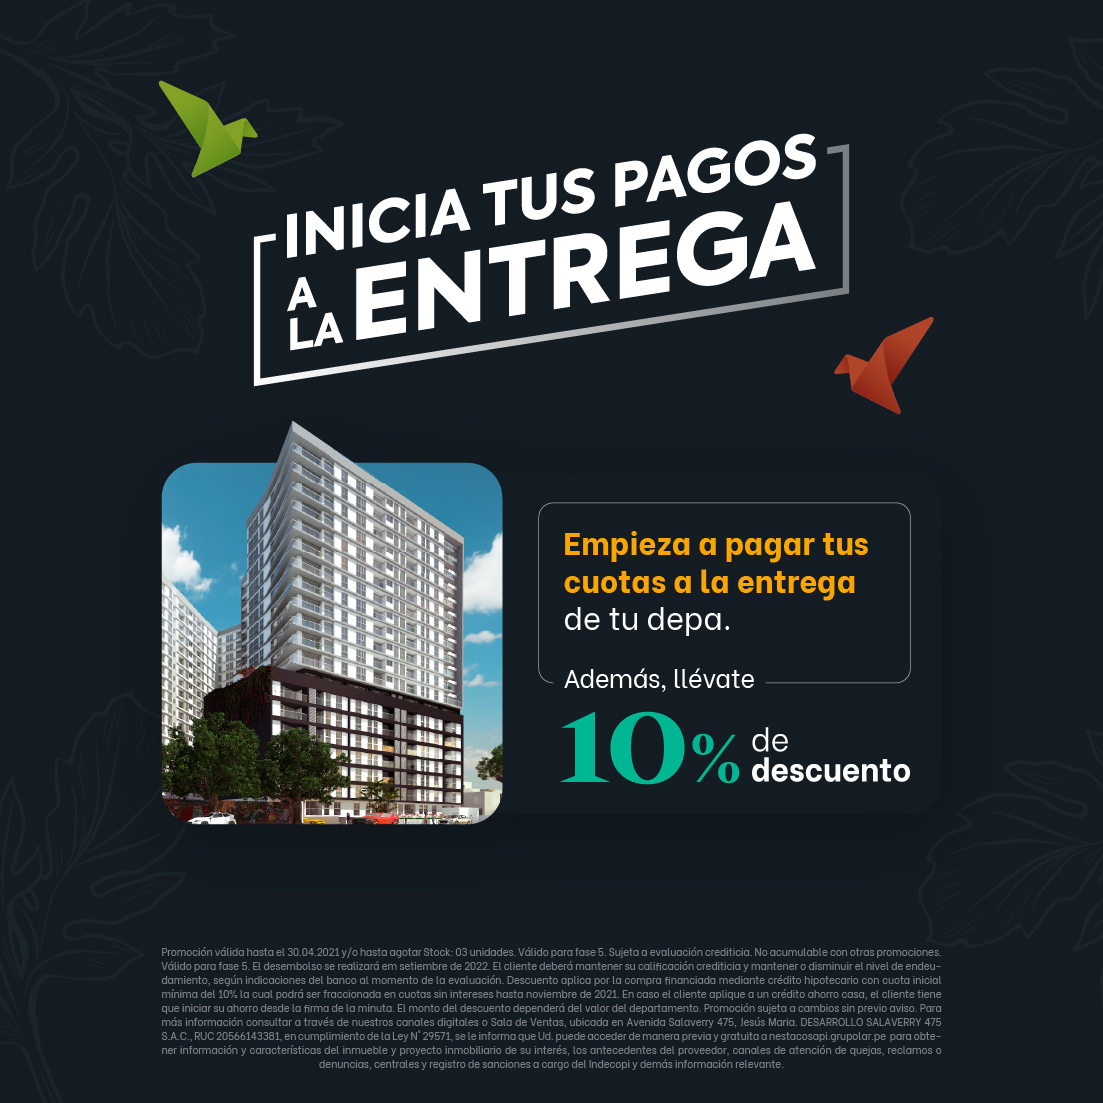 INICIA TUS PAGOS
A LA ENTREGA
Empieza a pagar tus
cuotas a la entrega
de tu depa.
Además, llévate
10% de descuento
Promoción válida hasta el 30.04.2021 y/o hasta agotar Stock: 03 unidades. Válido para fase 5. Sujeta a evaluación crediticia. No acumulable con otras promociones.
Válido para fase 5. El desembolso se realizará em setiembre de 2022. El cliente deberá mantener su calificación crediticia y mantener o disminuir el nivel de endeu-
damiento, según indicaciones del banco al momento de la evaluación. Descuento aplica por la compra financiada mediante crédito hipotecario con cuota inicial
mínima del 10% la cual podrá ser fraccionada en cuotas sin intereses hasta noviembre de 2021. En caso el cliente aplique a un crédito ahorro casa, el cliente tiene
que iniciar su ahorro desde la firma de la minuta. El monto del descuento dependerá del valor del departamento. Promoción sujeta a cambios sin previo aviso. Para
más información consultar a través de nuestros canales digitales o Sala de Ventas, ubicada en Avenida Salaverry 475, Jesús Maria. DESARROLLO SALAVERRY 475
S.A.C., RUC 20566143381, en cumplimiento de la Ley N° 29571, se le informa que Ud. puede acceder de manera previa y gratuita a nestacosapi.grupolar.pe para obte-
ner información y características del inmueble y proyecto inmobiliario de su interés, los antecedentes del proveedor, canales de atención de quejas, reclamos o
denuncias, centrales y registro de sanciones a cargo del Indecopi y demás información relevante.